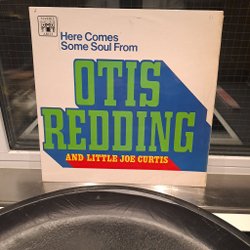 Here Comes
Some Soul From
OTIS
REDDING
AND LITTLE JOE CURTIS